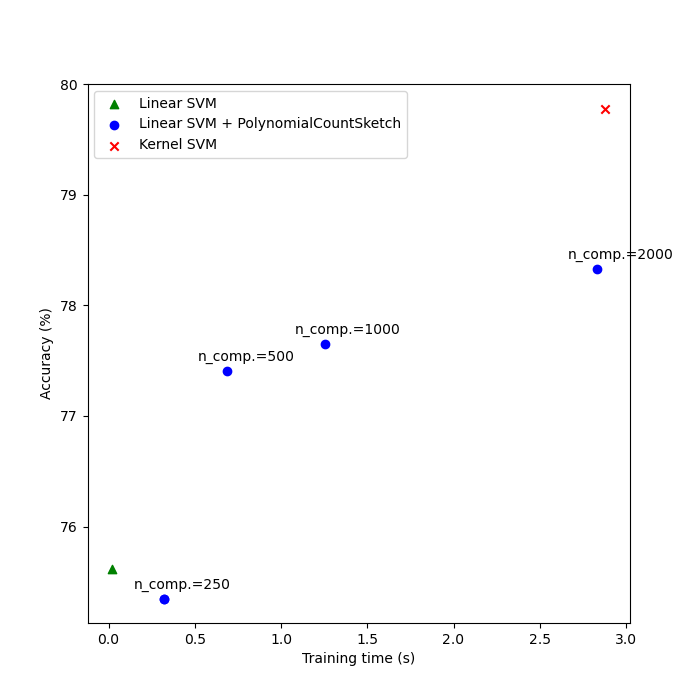 80
Linear SVM
Linear SVM + PolynomialCountSketch
Kernel SVM
79
n_comp.=2000
78
n_comp.=1000
n_comp.=500
Accuracy (%)
77
76
n_comp.=250
0.0 0.5 1.0 1.5 2.0 2.5 3.0
Training time (s)